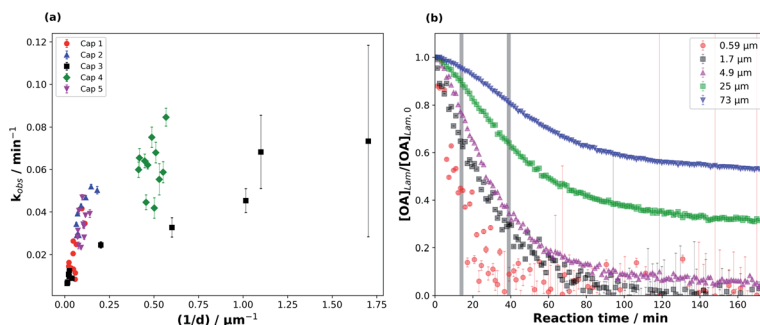 (a)
0.12
0.10
0.08
0.06
0.04
0.02
k_obs / min⁻¹
Cap 1
Cap 2
Cap 3
Cap 4
Cap 5
0.00 0.25 0.50 0.75 1.00 1.25 1.50 1.75
(1/d) / μm⁻¹
(b)
1.0
0.8
0.6
0.4
0.2
0.0
[OA]_Lam/[OA]_Lam,0
0.59 μm
1.7 μm
4.9 μm
25 μm
73 μm
0 20 40 60 80 100 120 140 160
Reaction time / min